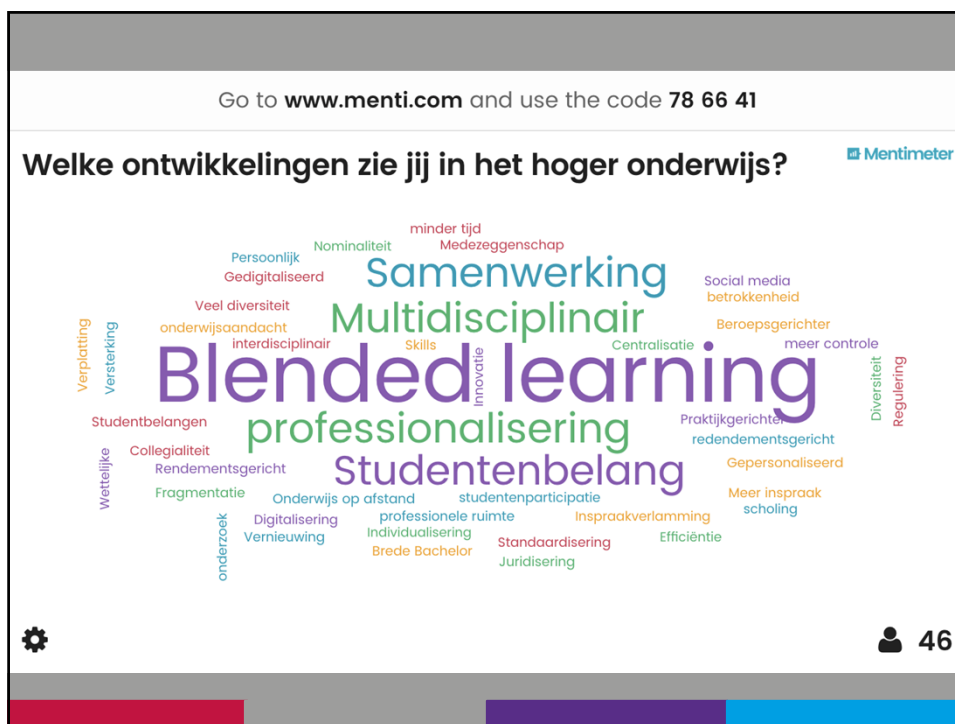 Go to www.menti.com and use the code 78 66 41
Welke ontwikkelingen zie jij in het hoger onderwijs?
Mentimeter
minder tijd
Nominaliteit
Medezeggenschap
Persoonlijk
Samenwerking
Gedigitaliseerd
Social media
betrokkenheid
Veel diversiteit
Multidisciplinair
onderwijsaandacht
Beroepsgerichter
Verplatting
Versterking
interdisciplinair
Skills
Centralisatie
meer controle
Blended learning
Innovatie
Diversiteit
Regulering
Studentbelangen
professionalisering
Praktijkgerichter
redendementsgericht
Collegialiteit
Wettelijke
Rendementsgericht
Studentenbelang
Gepersonaliseerd
Fragmentatie
Onderwijs op afstand
studentenparticipatie
Meer inspraak
scholing
onderzoek
Digitalisering
professionele ruimte
Inspraakverlamming
Vernieuwing
Individualisering
Standaardisering
Efficiëntie
Brede Bachelor
Juridisering
46